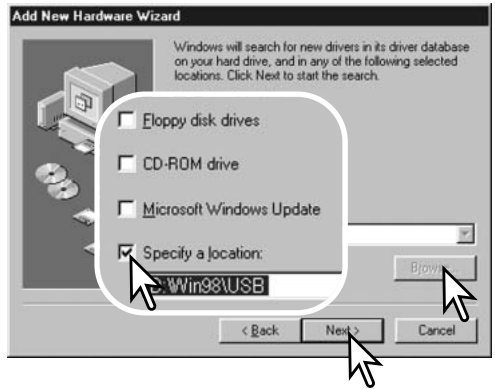 Add New Hardware Wizard
Windows will search for new drivers in its driver database
on your hard drive, and in any of the following selected
locations. Click Next to start the search.
Floppy disk drives
CD-ROM drive
Microsoft Windows Update
Specify a location:
:\Win98\USB
Browse...
< Back Next > Cancel